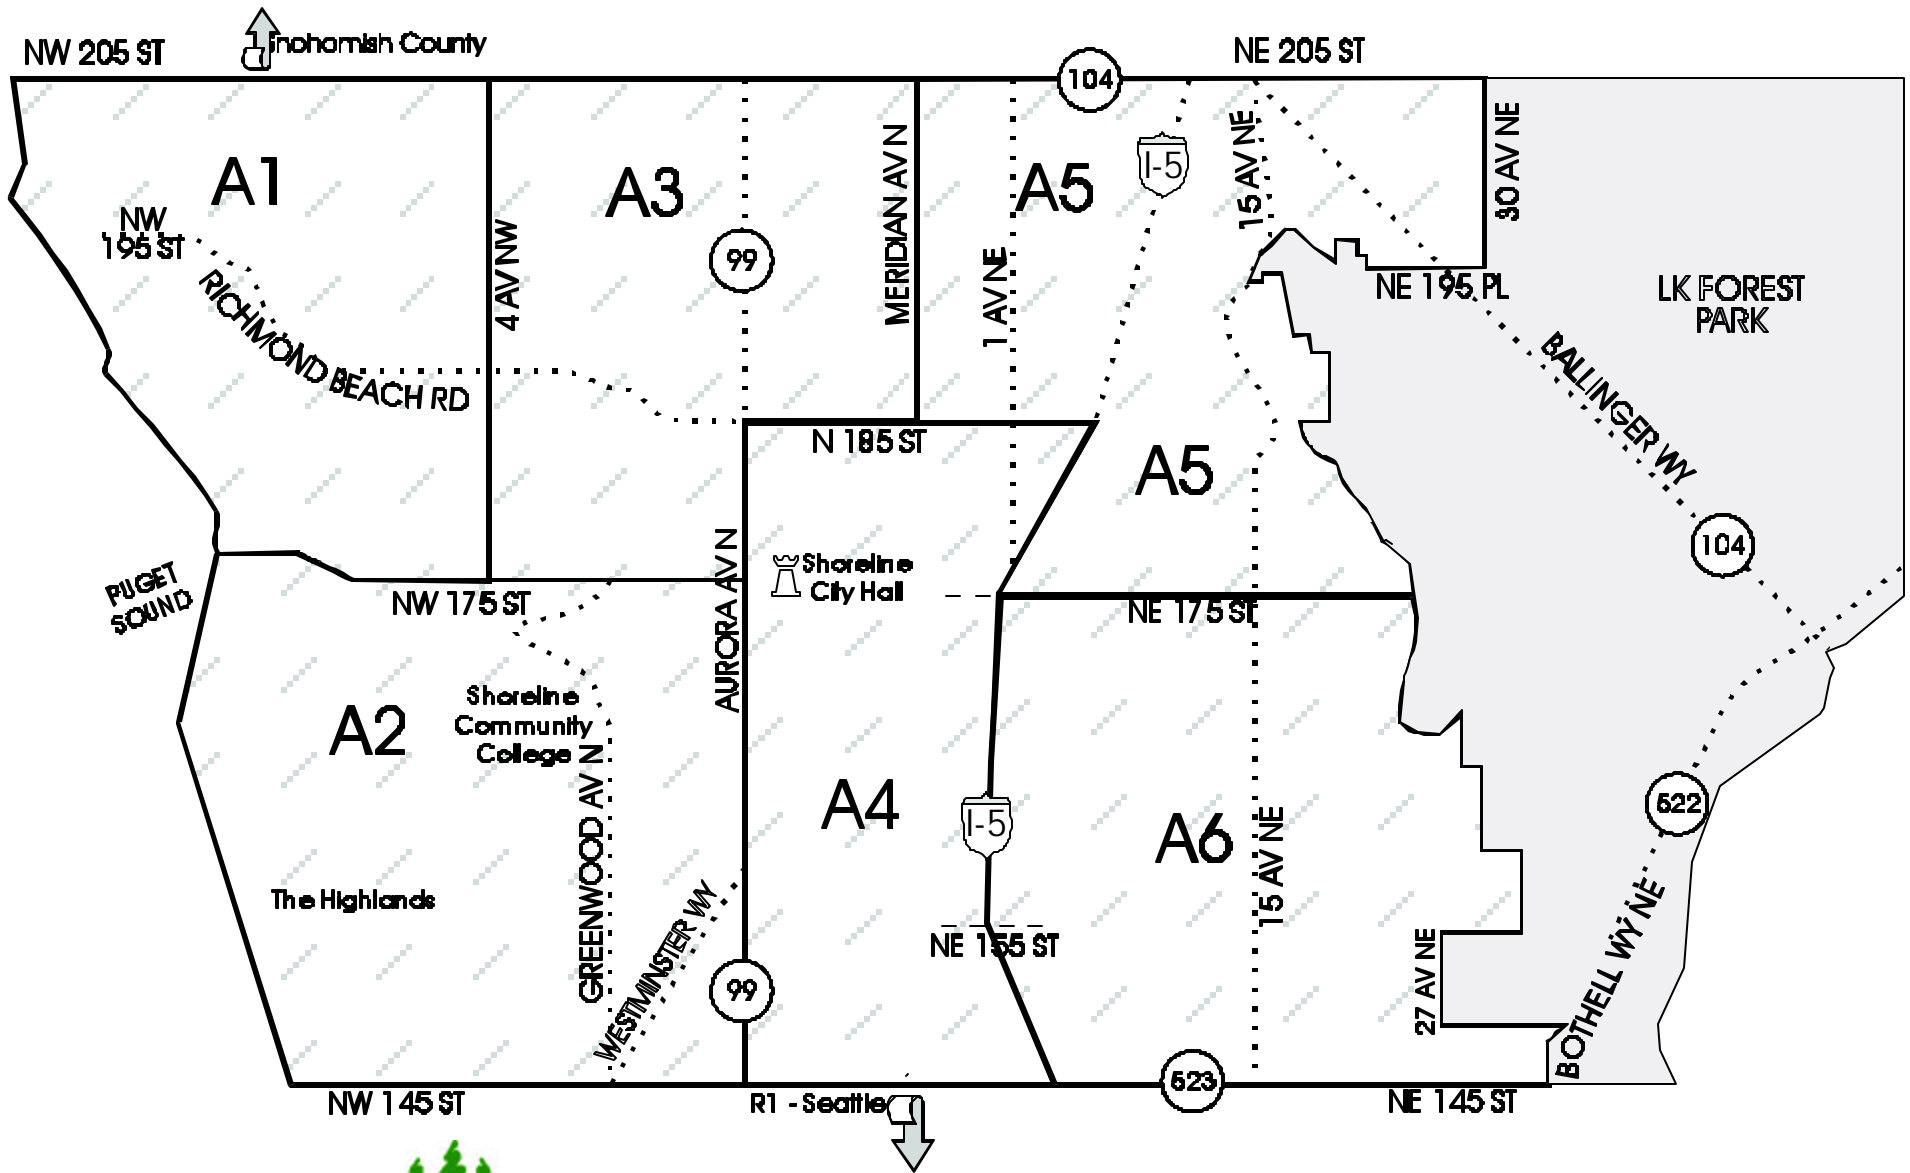 NW 205 ST
Snohomish County
104
NE 205 ST
A1
A3
MERIDIAN AV N
A5
I-5
15 AV NE
30 AV NE
NW
195 ST
4 AV NW
99
1 AV NE
NE 195 PL
LK FOREST
PARK
RICHMOND BEACH RD
BALLINGER WY
N 185 ST
A5
AURORA AV N
Shoreline
City Hall
104
PUGET
SOUND
NW 175 ST
NE 175 ST
A2
Shoreline
Community
College
GREENWOOD AV N
A4
I-5
A6
15 AV NE
522
The Highlands
WESTMINSTER WY
NE 155 ST
BOTHELL WY NE
27 AV NE
99
523
NW 145 ST
R1 - Seattle
NE 145 ST